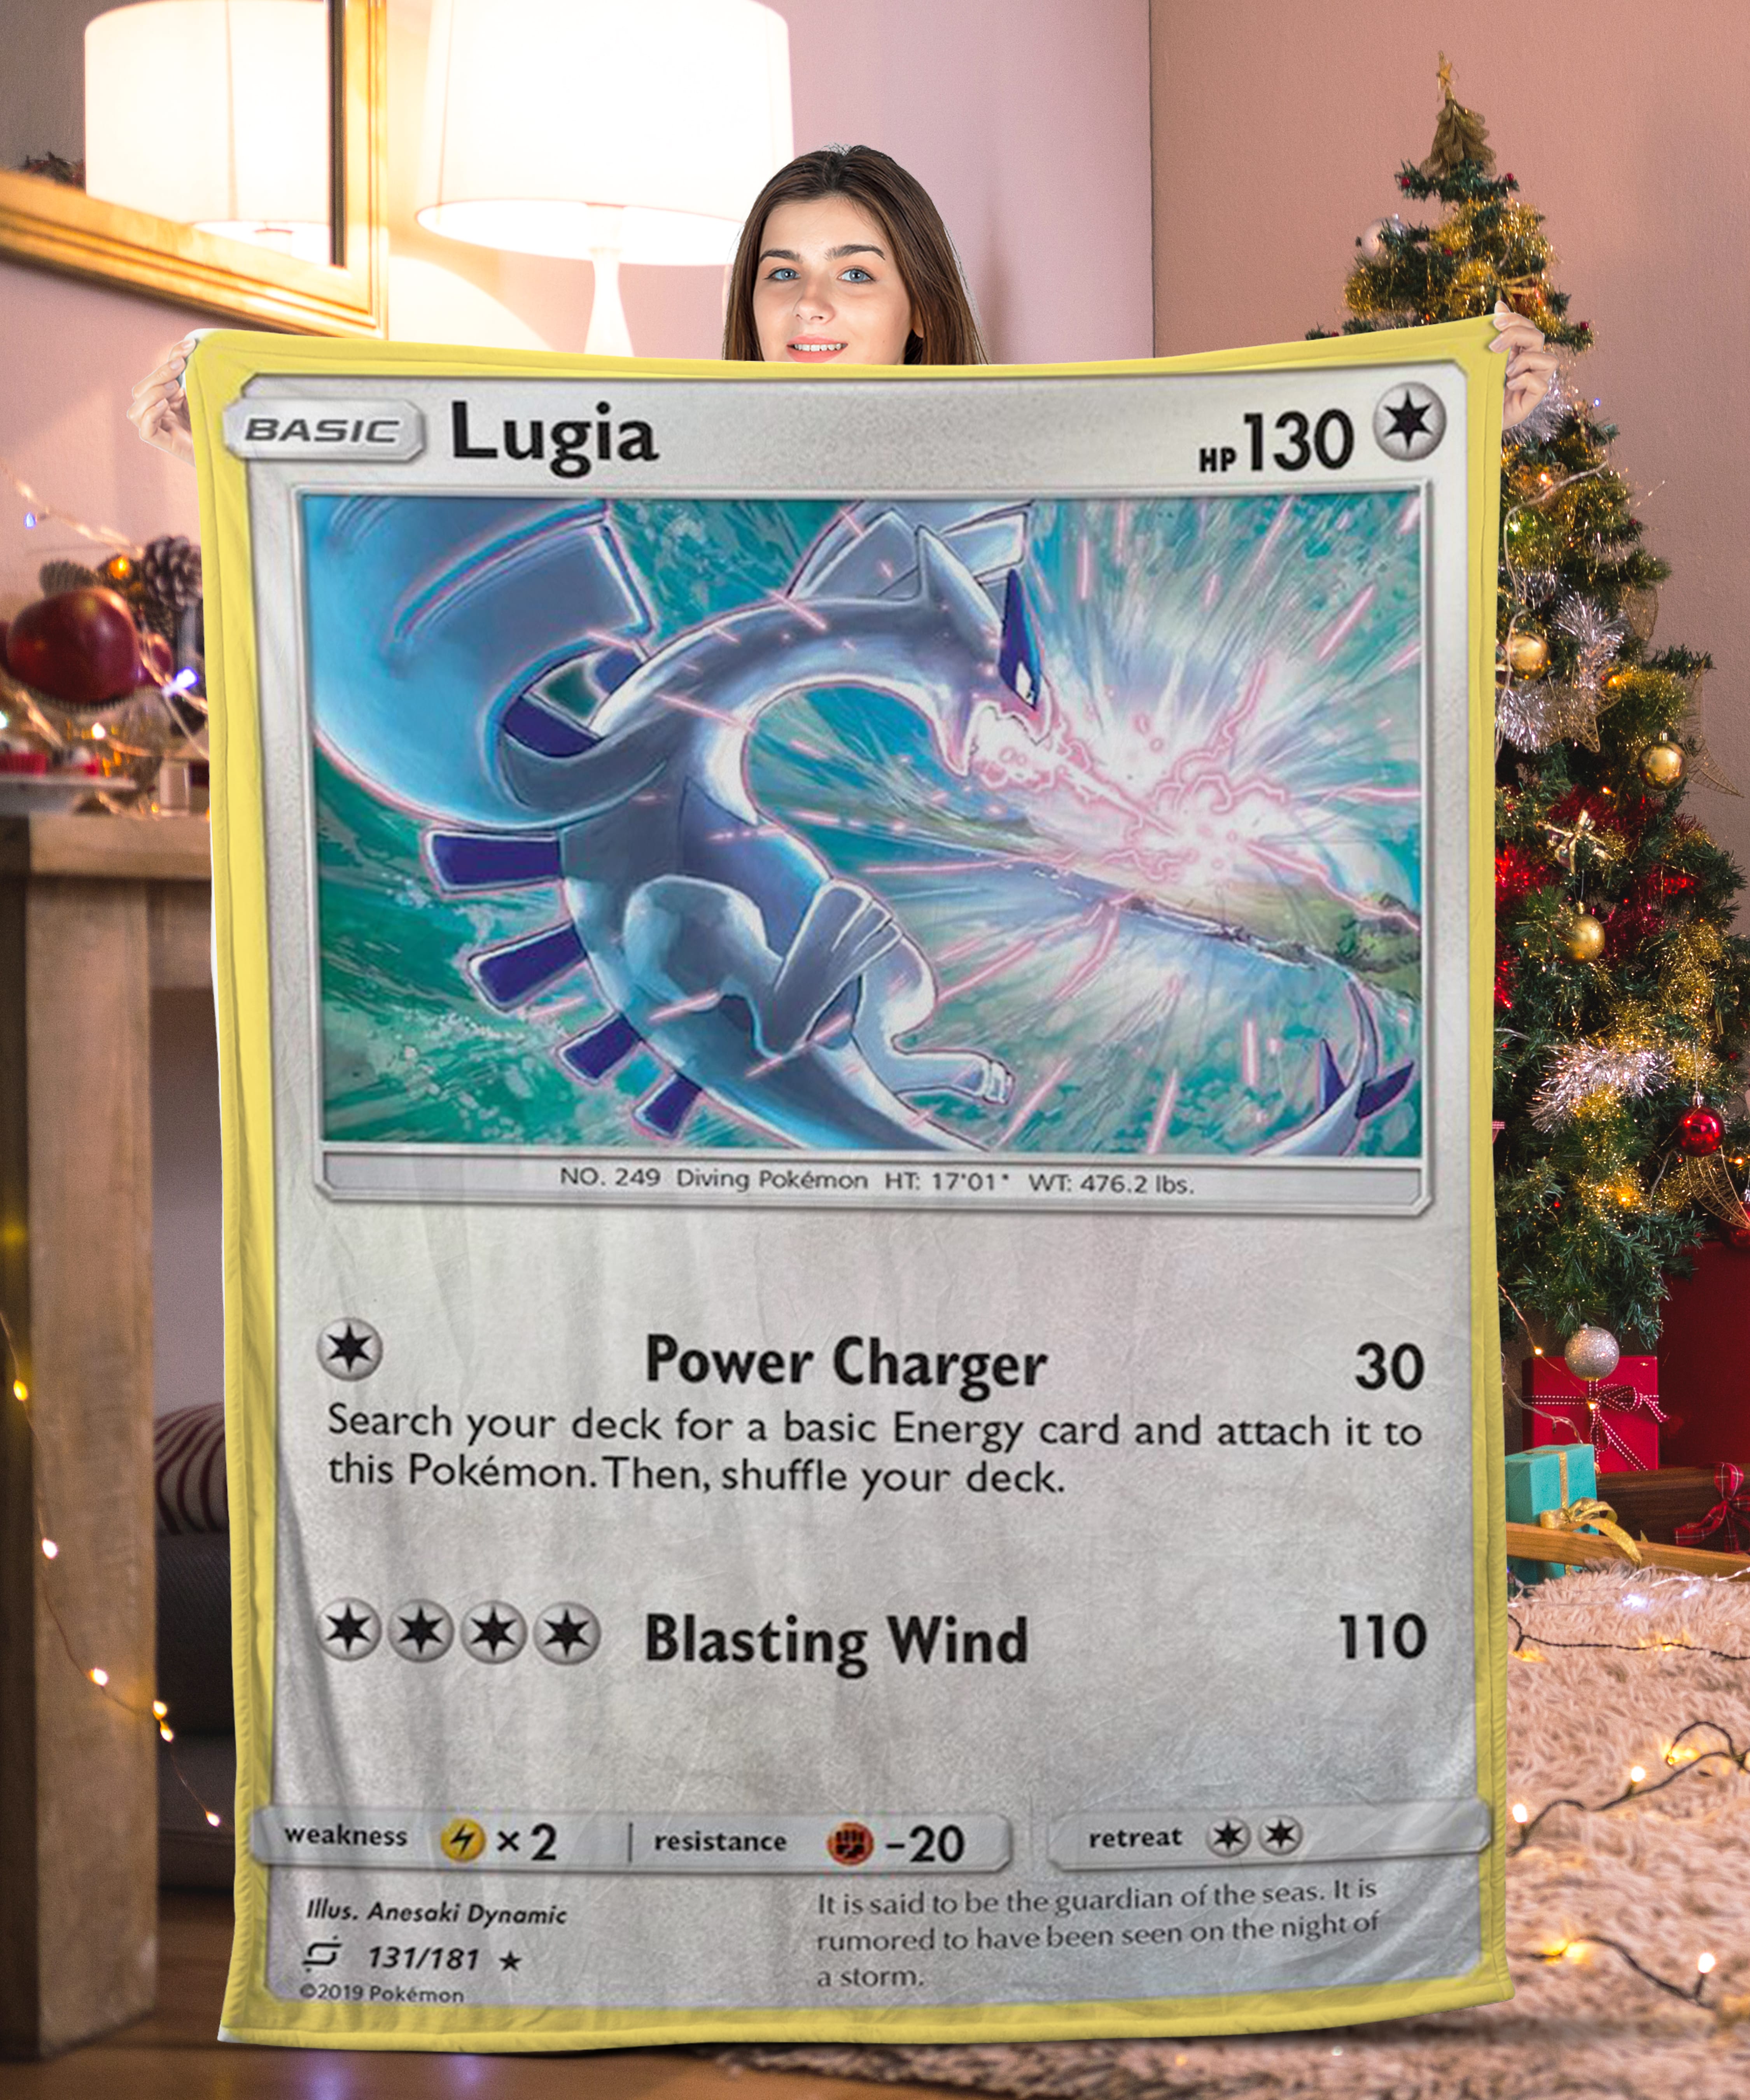 BASIC Lugia HP 130
NO. 249 Diving Pokémon HT: 17'01" WT: 476.2 lbs.
Power Charger 30
Search your deck for a basic Energy card and attach it to
this Pokémon. Then, shuffle your deck.
Blasting Wind 110
weakness ×2 resistance -20 retreat
Illus. Anesaki Dynamic
131/181
©2019 Pokémon
It is said to be the guardian of the seas. It is
rumored to have been seen on the night of
a storm.